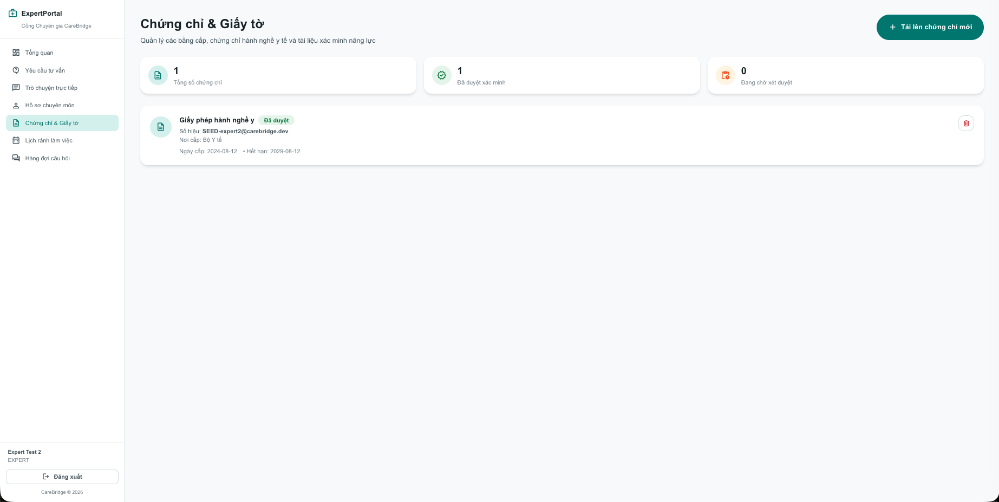 ExpertPortal
Cổng Chuyên gia CareBridge
Tổng quan
Yêu cầu tư vấn
Trò chuyện trực tiếp
Hồ sơ chuyên môn
Chứng chỉ & Giấy tờ
Lịch rảnh làm việc
Hàng đợi câu hỏi
Expert Test 2
EXPERT
Đăng xuất
CareBridge © 2026
Chứng chỉ & Giấy tờ
Quản lý các bằng cấp, chứng chỉ hành nghề y tế và tài liệu xác minh năng lực
+ Tải lên chứng chỉ mới
1
Tổng số chứng chỉ
1
Đã duyệt xác minh
0
Đang chờ xét duyệt
Giấy phép hành nghề y Đã duyệt
Số hiệu: SEED-expert2@carebridge.dev
Nơi cấp: Bộ Y tế
Ngày cấp: 2024-08-12 • Hết hạn: 2029-08-12